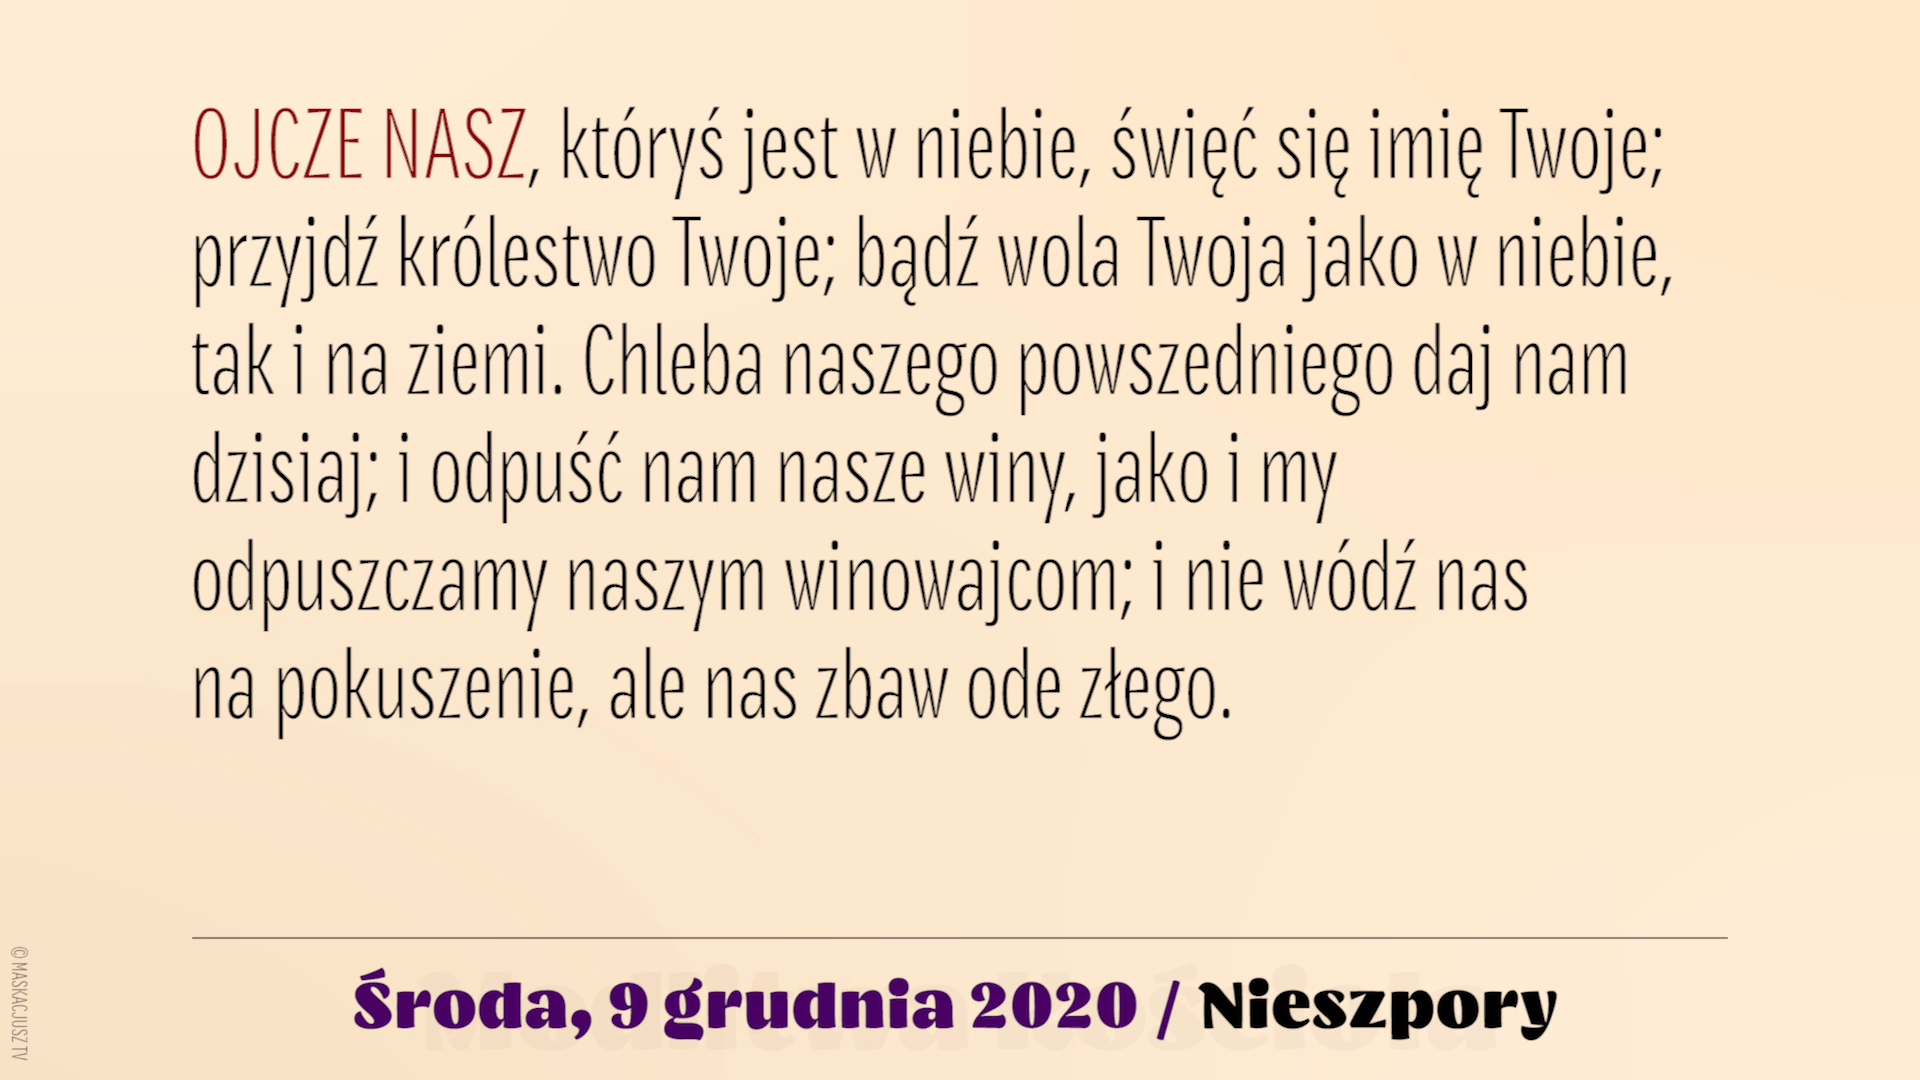 OJCZE NASZ, któryś jest w niebie, święć się imię Twoje;
przyjdź królestwo Twoje; bądź wola Twoja jako w niebie,
tak i na ziemi. Chleba naszego powszedniego daj nam
dzisiaj; i odpuść nam nasze winy, jako i my
odpuszczamy naszym winowajcom; i nie wódź nas
na pokuszenie, ale nas zbaw ode złego.
Środa, 9 grudnia 2020 / Nieszpory
© MASKACJUSZ TV